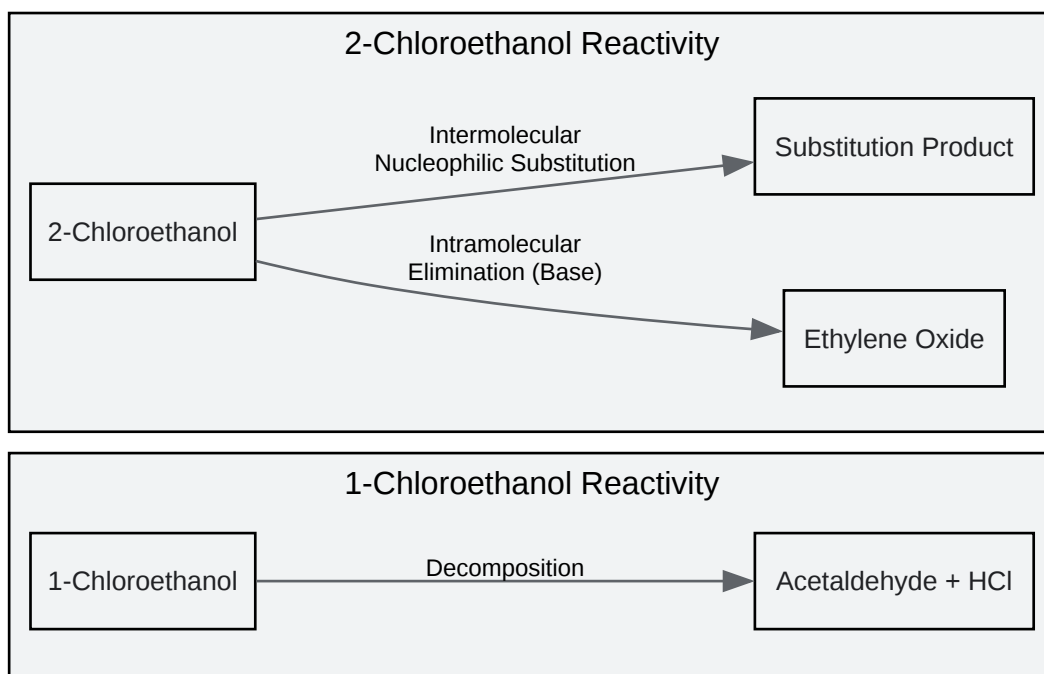 2-Chloroethanol Reactivity
Intermolecular
Nucleophilic Substitution
Substitution Product
2-Chloroethanol
Intramolecular
Elimination (Base)
Ethylene Oxide
1-Chloroethanol Reactivity
1-Chloroethanol
Decomposition
Acetaldehyde + HCl